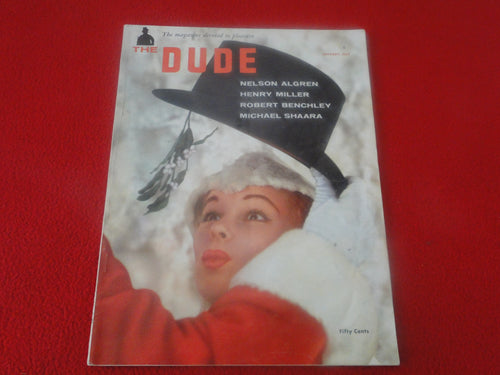 The magazine devoted to pleasure
THE DUDE
NELSON ALGREN
HENRY MILLER
ROBERT BENCHLEY
MICHAEL SHAARA
Fifty Cents